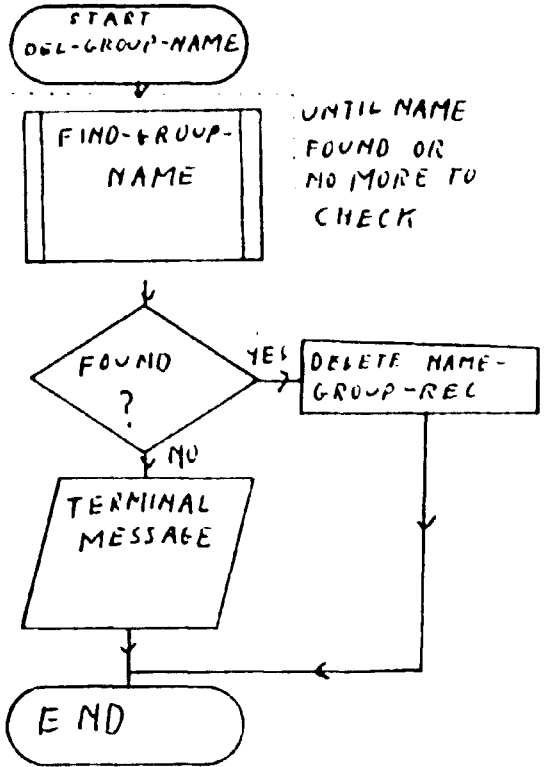 START
DEL-GROUP-NAME
FIND-GROUP-
NAME
UNTIL NAME
FOUND OR
NO MORE TO
CHECK
FOUND
?
YES
DELETE NAME-
GROUP-REC
NO
TERMINAL
MESSAGE
END